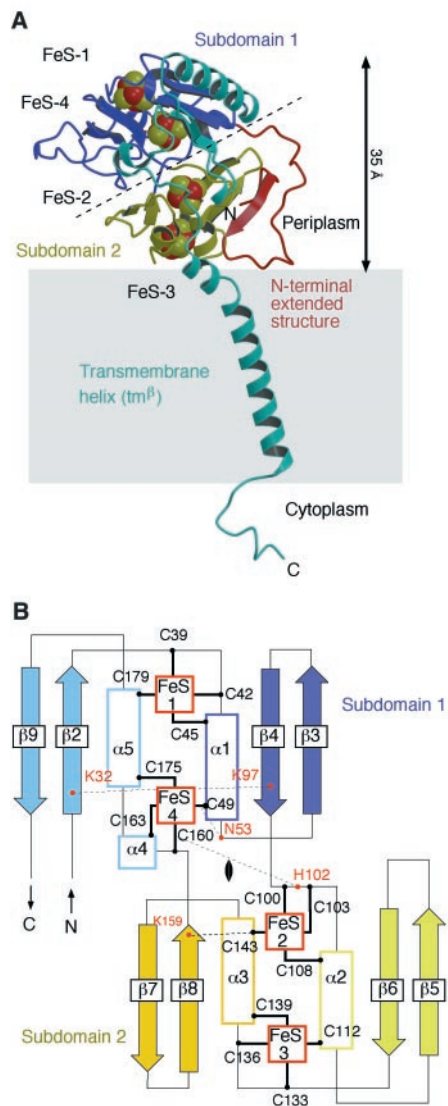 A
Subdomain 1
FeS-1
FeS-4
FeS-2
35 Å
N
Periplasm
Subdomain 2
FeS-3
N-terminal
extended
structure
Transmembrane
helix (tmβ)
Cytoplasm
C
B
C39
C179
FeS
1
C42
Subdomain 1
C45
β9
β2
α5
α1
β4
β3
K32
C175
K97
FeS
4
C49
C163
N53
α4
C160
H102
C
N
C100
C103
K159
FeS
2
C143
C108
β7
β8
α3
α2
β6
β5
C139
C112
Subdomain 2
C136
FeS
3
C133